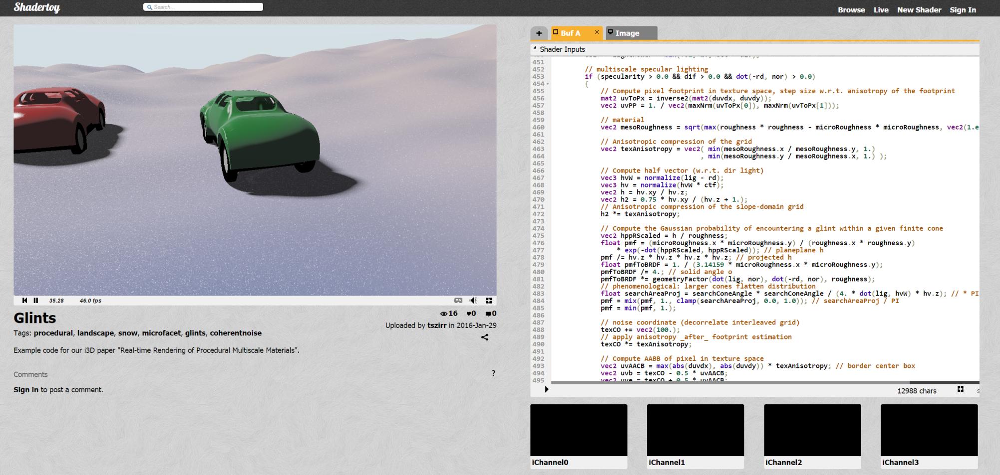 Shadertoy
Search...
Browse Live New Shader Sign In
35.28 46.0 fps
Glints
16 0 0
Uploaded by tszirr in 2016-Jan-29
Tags: procedural, landscape, snow, microfacet, glints, coherentnoise
Example code for our i3D paper "Real-time Rendering of Procedural Multiscale Materials".
Comments
?
Sign in to post a comment.
+ Buf A × Image
Shader Inputs
451
452 // multiscale specular lighting
453 if (specularity > 0.0 && dif > 0.0 && dot(-rd, nor) > 0.0)
454 {
455 // Compute pixel footprint in texture space, step size w.r.t. anisotropy of the footprint
456 mat2 uvToPx = inverse2(mat2(duvdx, duvdy));
457 vec2 uvPP = 1. / vec2(maxNrm(uvToPx[0]), maxNrm(uvToPx[1]));
458
459 // material
460 vec2 mesoRoughness = sqrt(max(roughness * roughness - microRoughness * microRoughness, vec2(1.e
461
462 // Anisotropic compression of the grid
463 vec2 texAnisotropy = vec2( min(mesoRoughness.x / mesoRoughness.y, 1.)
464 , min(mesoRoughness.y / mesoRoughness.x, 1.) );
465
466 // Compute half vector (w.r.t. dir light)
467 vec3 hvW = normalize(lig - rd);
468 vec3 hv = normalize(hvW * ctf);
469 vec2 h = hv.xy / hv.z;
470 vec2 h2 = 0.75 * hv.xy / (hv.z + 1.);
471 // Anisotropic compression of the slope-domain grid
472 h2 *= texAnisotropy;
473
474 // Compute the Gaussian probability of encountering a glint within a given finite cone
475 vec2 hppRScaled = h / roughness;
476 float pmf = (microRoughness.x * microRoughness.y) / (roughness.x * roughness.y)
477 * exp(-dot(hppRScaled, hppRScaled)); // planeplane h
478 pmf /= hv.z * hv.z * hv.z * hv.z; // projected h
479 float pmfToBRDF = 1. / (3.14159 * microRoughness.x * microRoughness.y);
480 pmfToBRDF /= 4.; // solid angle o
481 pmfToBRDF *= geometryFactor(dot(lig, nor), dot(-rd, nor), roughness);
482 // phenomenological: larger cones flatten distribution
483 float searchAreaProj = searchConeAngle * searchConeAngle / (4. * dot(lig, hvW) * hv.z); // * PI
484 pmf = mix(pmf, 1., clamp(searchAreaProj, 0.0, 1.0)); // searchAreaProj / PI
485 pmf = min(pmf, 1.);
486
487 // noise coordinate (decorrelate interleaved grid)
488 texCO += vec2(100.);
489 // apply anisotropy _after_ footprint estimation
490 texCO *= texAnisotropy;
491
492 // Compute AABB of pixel in texture space
493 vec2 uvAACB = max(abs(duvdx), abs(duvdy)) * texAnisotropy; // border center box
494 vec2 uvb = texCO - 0.5 * uvAACB;
495 vec2 uve = texCO + 0.5 * uvAACB;
12988 chars
iChannel0 iChannel1 iChannel2 iChannel3